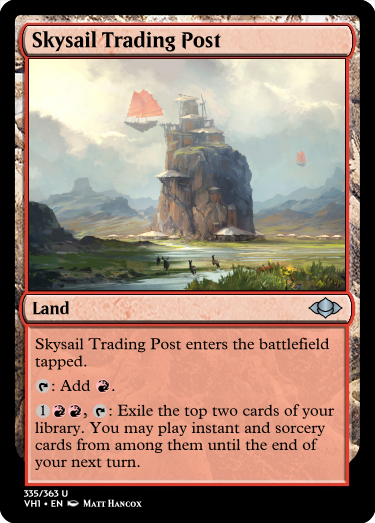 Skysail Trading Post
Land
Skysail Trading Post enters the battlefield
tapped.
: Add .
1, : Exile the top two cards of your
library. You may play instant and sorcery
cards from among them until the end of
your next turn.
335/363 U
VH1 • EN Matt Hancox